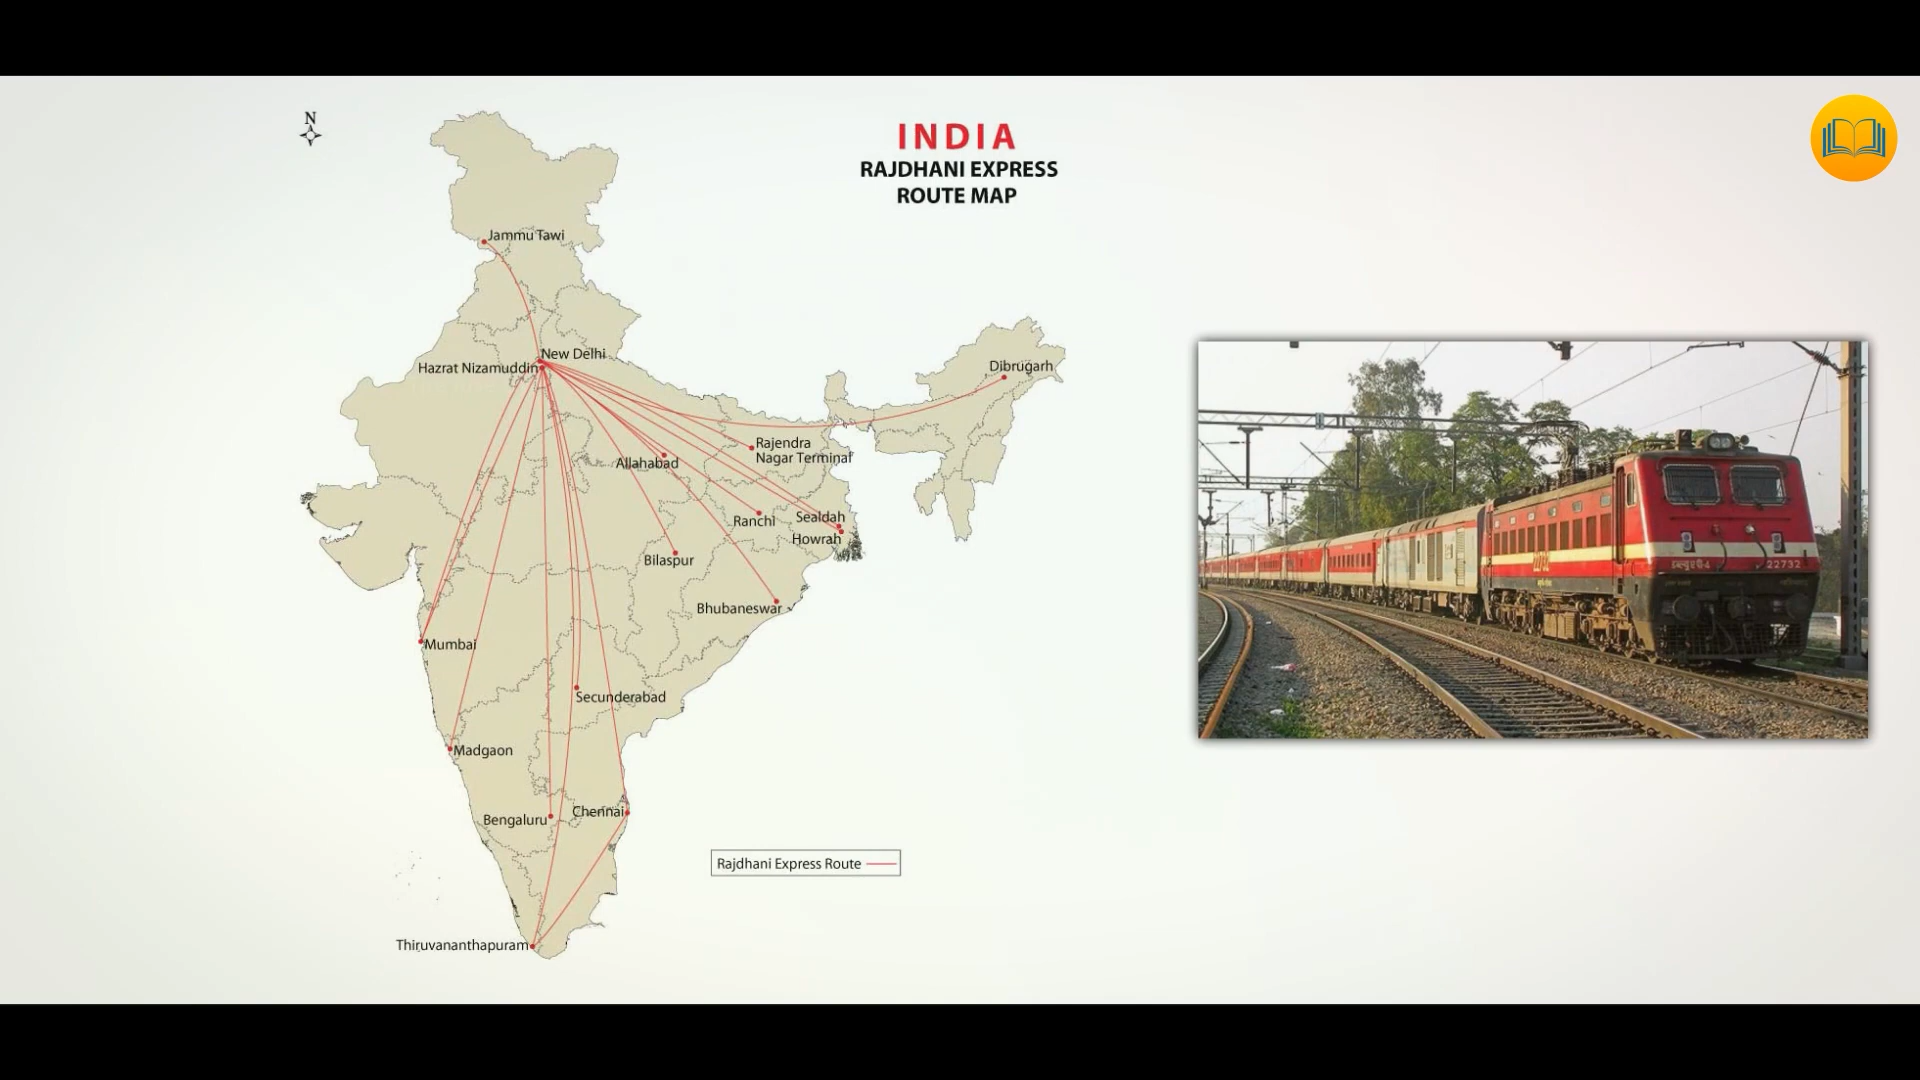 N
INDIA
RAJDHANI EXPRESS
ROUTE MAP
Jammu Tawi
New Delhi
Hazrat Nizamuddin
Dibrugarh
Rajendra
Nagar Terminal
Allahabad
Ranchi
Sealdah
Howrah
Bilaspur
Bhubaneswar
Mumbai
Secunderabad
Madgaon
Bengaluru
Chennai
Rajdhani Express Route
Thiruvananthapuram
22732